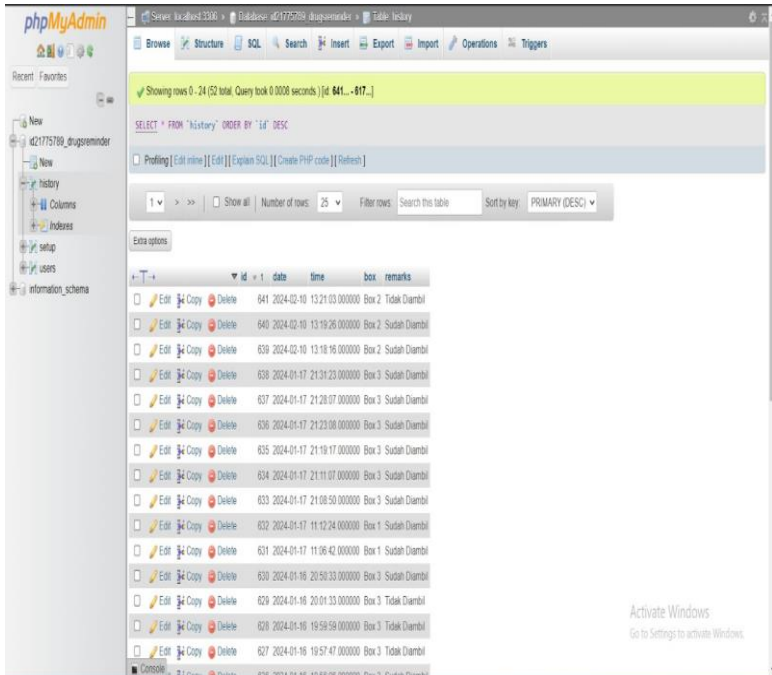 phpMyAdmin
Recent Favorites
New
id21775789_drugsreminder
New
history
Columns
Indexes
setup
users
information_schema
Server: localhost:3306 » Database: id21775789_drugsreminder » Table: history
Browse Structure SQL Search Insert Export Import Operations Triggers
Showing rows 0 - 24 (52 total, Query took 0.0008 seconds.) [id: 641... - 617...]
SELECT * FROM `history` ORDER BY `id` DESC
Profiling [ Edit inline ] [ Edit ] [ Explain SQL ] [ Create PHP code ] [ Refresh ]
1 > >> Show all Number of rows: 25 Filter rows: Search this table Sort by key: PRIMARY (DESC)
Extra options
id 1 date time box remarks
Edit Copy Delete 641 2024-02-10 13:21:03.000000 Box 2 Tidak Diambil
Edit Copy Delete 640 2024-02-10 13:19:26.000000 Box 2 Sudah Diambil
Edit Copy Delete 639 2024-02-10 13:18:16.000000 Box 2 Sudah Diambil
Edit Copy Delete 638 2024-01-17 21:31:23.000000 Box 3 Sudah Diambil
Edit Copy Delete 637 2024-01-17 21:28:07.000000 Box 3 Sudah Diambil
Edit Copy Delete 636 2024-01-17 21:23:08.000000 Box 3 Sudah Diambil
Edit Copy Delete 635 2024-01-17 21:19:17.000000 Box 3 Sudah Diambil
Edit Copy Delete 634 2024-01-17 21:11:07.000000 Box 3 Sudah Diambil
Edit Copy Delete 633 2024-01-17 21:08:50.000000 Box 3 Sudah Diambil
Edit Copy Delete 632 2024-01-17 11:12:24.000000 Box 1 Sudah Diambil
Edit Copy Delete 631 2024-01-17 11:06:42.000000 Box 1 Sudah Diambil
Edit Copy Delete 630 2024-01-16 20:50:33.000000 Box 3 Sudah Diambil
Edit Copy Delete 629 2024-01-16 20:01:33.000000 Box 3 Tidak Diambil
Edit Copy Delete 628 2024-01-16 19:59:59.000000 Box 3 Tidak Diambil
Edit Copy Delete 627 2024-01-16 19:57:47.000000 Box 3 Tidak Diambil
Console
Activate Windows
Go to Settings to activate Windows.